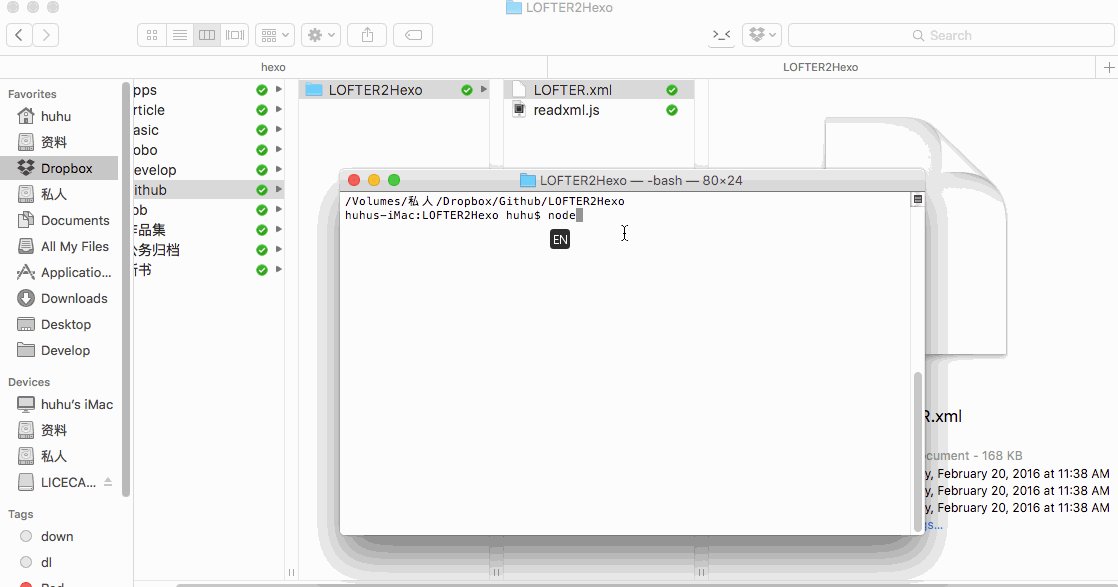 LOFTER2Hexo
>_<
Search
hexo
LOFTER2Hexo
Favorites
huhu
资料
Dropbox
私人
Documents
All My Files
Applicatio...
Downloads
Desktop
Develop
Devices
huhu's iMac
资料
私人
LICECA...
Tags
down
dl
pps
rticle
asic
obo
evelop
ithub
ob
作品集
公务归档
新书
LOFTER2Hexo
LOFTER.xml
readxml.js
LOFTER2Hexo — -bash — 80×24
/Volumes/私人/Dropbox/Github/LOFTER2Hexo
huhus-iMac:LOFTER2Hexo huhu$ node
EN
R.xml
cument - 168 KB
y, February 20, 2016 at 11:38 AM
y, February 20, 2016 at 11:38 AM
y, February 20, 2016 at 11:38 AM
gs...